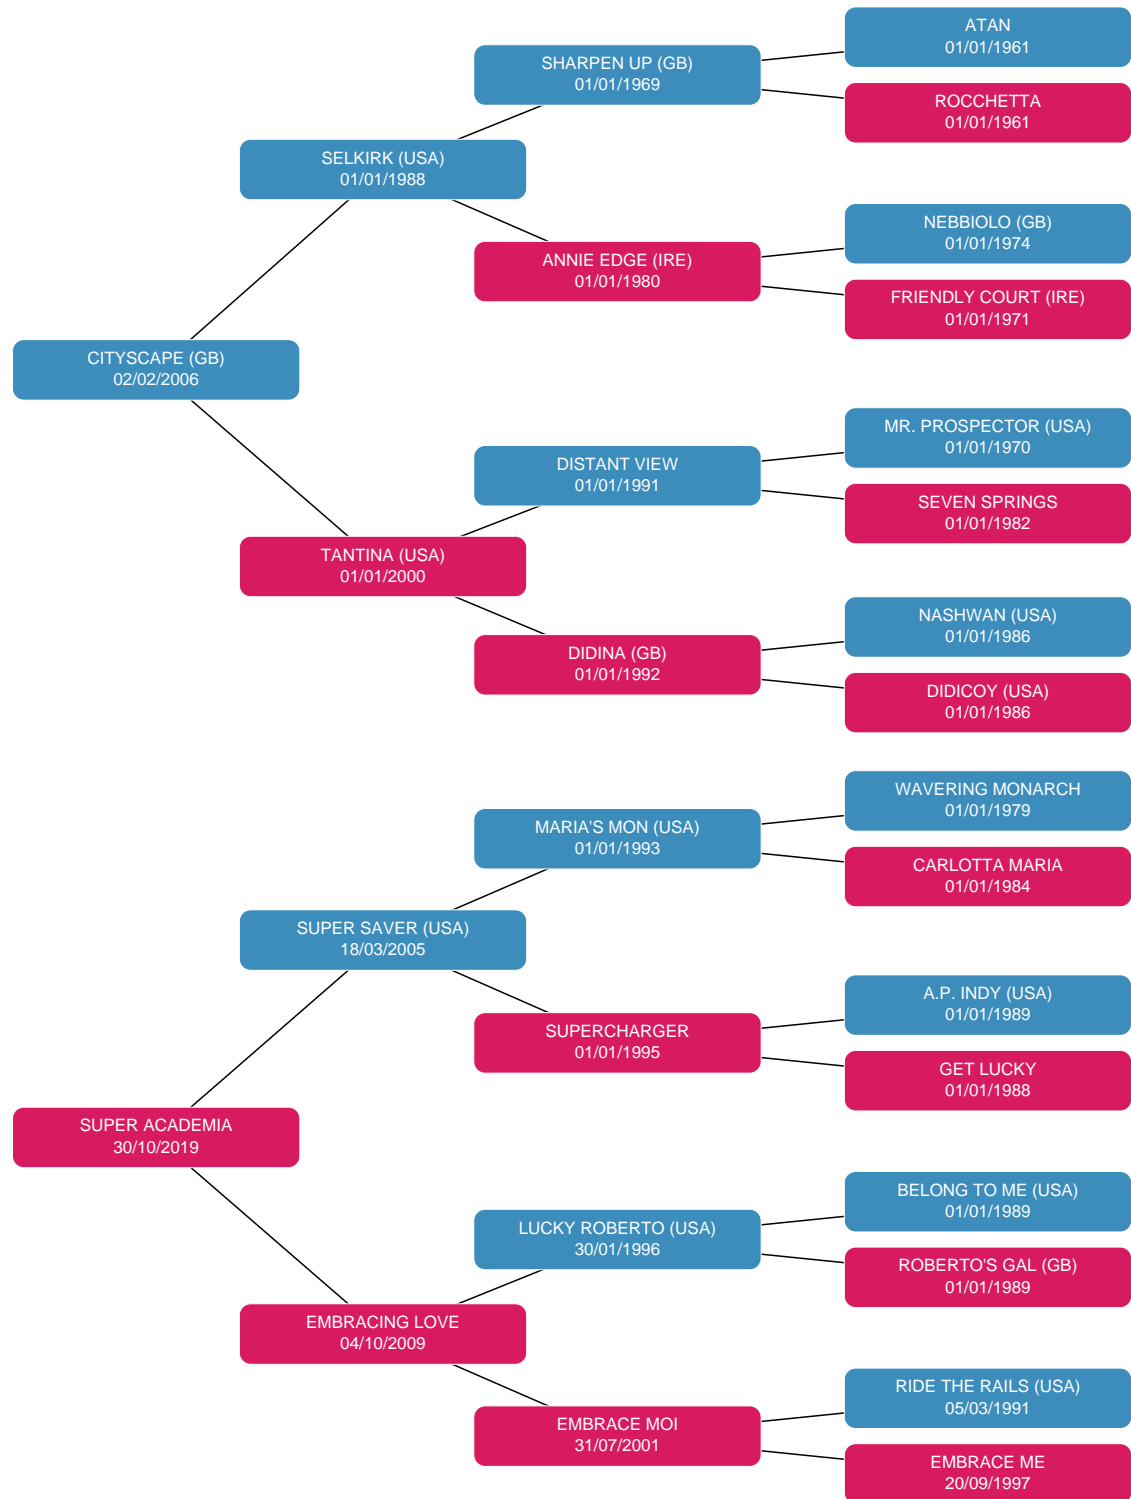 ATAN
01/01/1961
SHARPEN UP (GB)
01/01/1969
ROCCHETTA
01/01/1961
SELKIRK (USA)
01/01/1988
NEBBIOLO (GB)
01/01/1974
ANNIE EDGE (IRE)
01/01/1980
FRIENDLY COURT (IRE)
01/01/1971
CITYSCAPE (GB)
02/02/2006
MR. PROSPECTOR (USA)
01/01/1970
DISTANT VIEW
01/01/1991
SEVEN SPRINGS
01/01/1982
TANTINA (USA)
01/01/2000
NASHWAN (USA)
01/01/1986
DIDINA (GB)
01/01/1992
DIDICOY (USA)
01/01/1986
WAVERING MONARCH
01/01/1979
MARIA'S MON (USA)
01/01/1993
CARLOTTA MARIA
01/01/1984
SUPER SAVER (USA)
18/03/2005
A.P. INDY (USA)
01/01/1989
SUPERCHARGER
01/01/1995
GET LUCKY
01/01/1988
SUPER ACADEMIA
30/10/2019
BELONG TO ME (USA)
01/01/1989
LUCKY ROBERTO (USA)
30/01/1996
ROBERTO'S GAL (GB)
01/01/1989
EMBRACING LOVE
04/10/2009
RIDE THE RAILS (USA)
05/03/1991
EMBRACE MOI
31/07/2001
EMBRACE ME
20/09/1997